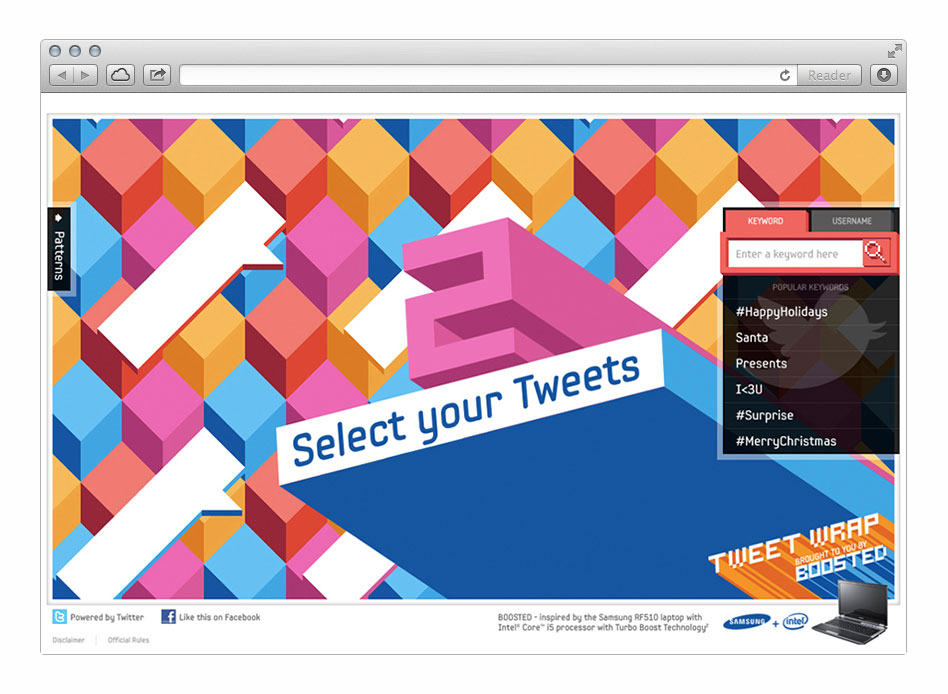 Reader
Patterns
KEYWORD
USERNAME
Enter a keyword here
POPULAR KEYWORDS
#HappyHolidays
Santa
Presents
I<3U
#Surprise
#MerryChristmas
2
Select your Tweets
TWEET WRAP
BROUGHT TO YOU BY
BOOSTED
Powered by Twitter
Like this on Facebook
Disclaimer | Official Rules
BOOSTED - inspired by the Samsung RF510 laptop with
Intel® Core™ i5 processor with Turbo Boost Technology²
SAMSUNG + intel